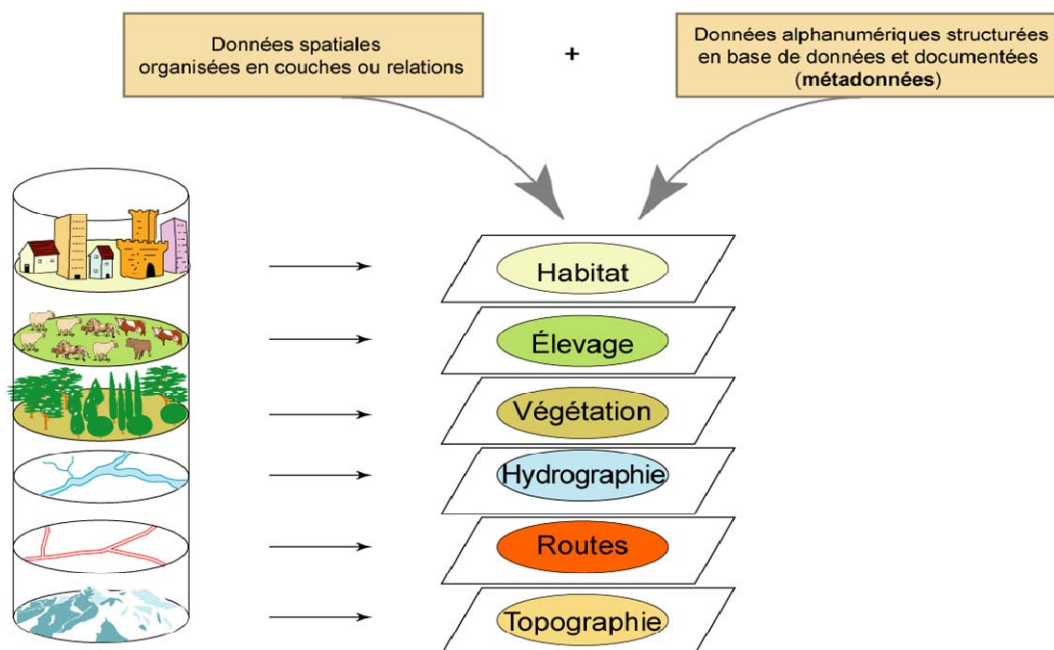 Données spatiales
organisées en couches ou relations
+
Données alphanumériques structurées
en base de données et documentées
(métadonnées)
Habitat
Élevage
Végétation
Hydrographie
Routes
Topographie